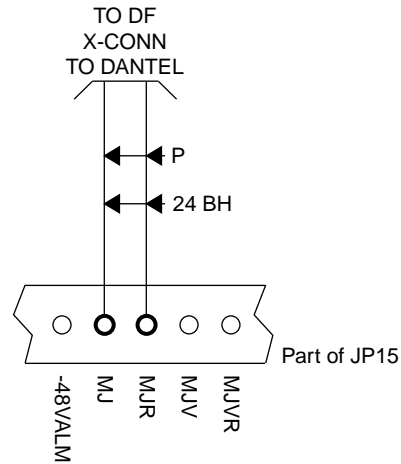 TO DF
X-CONN
TO DANTEL
P
24 BH
Part of JP15
-48VALM
MJ
MJR
MJV
MJVR